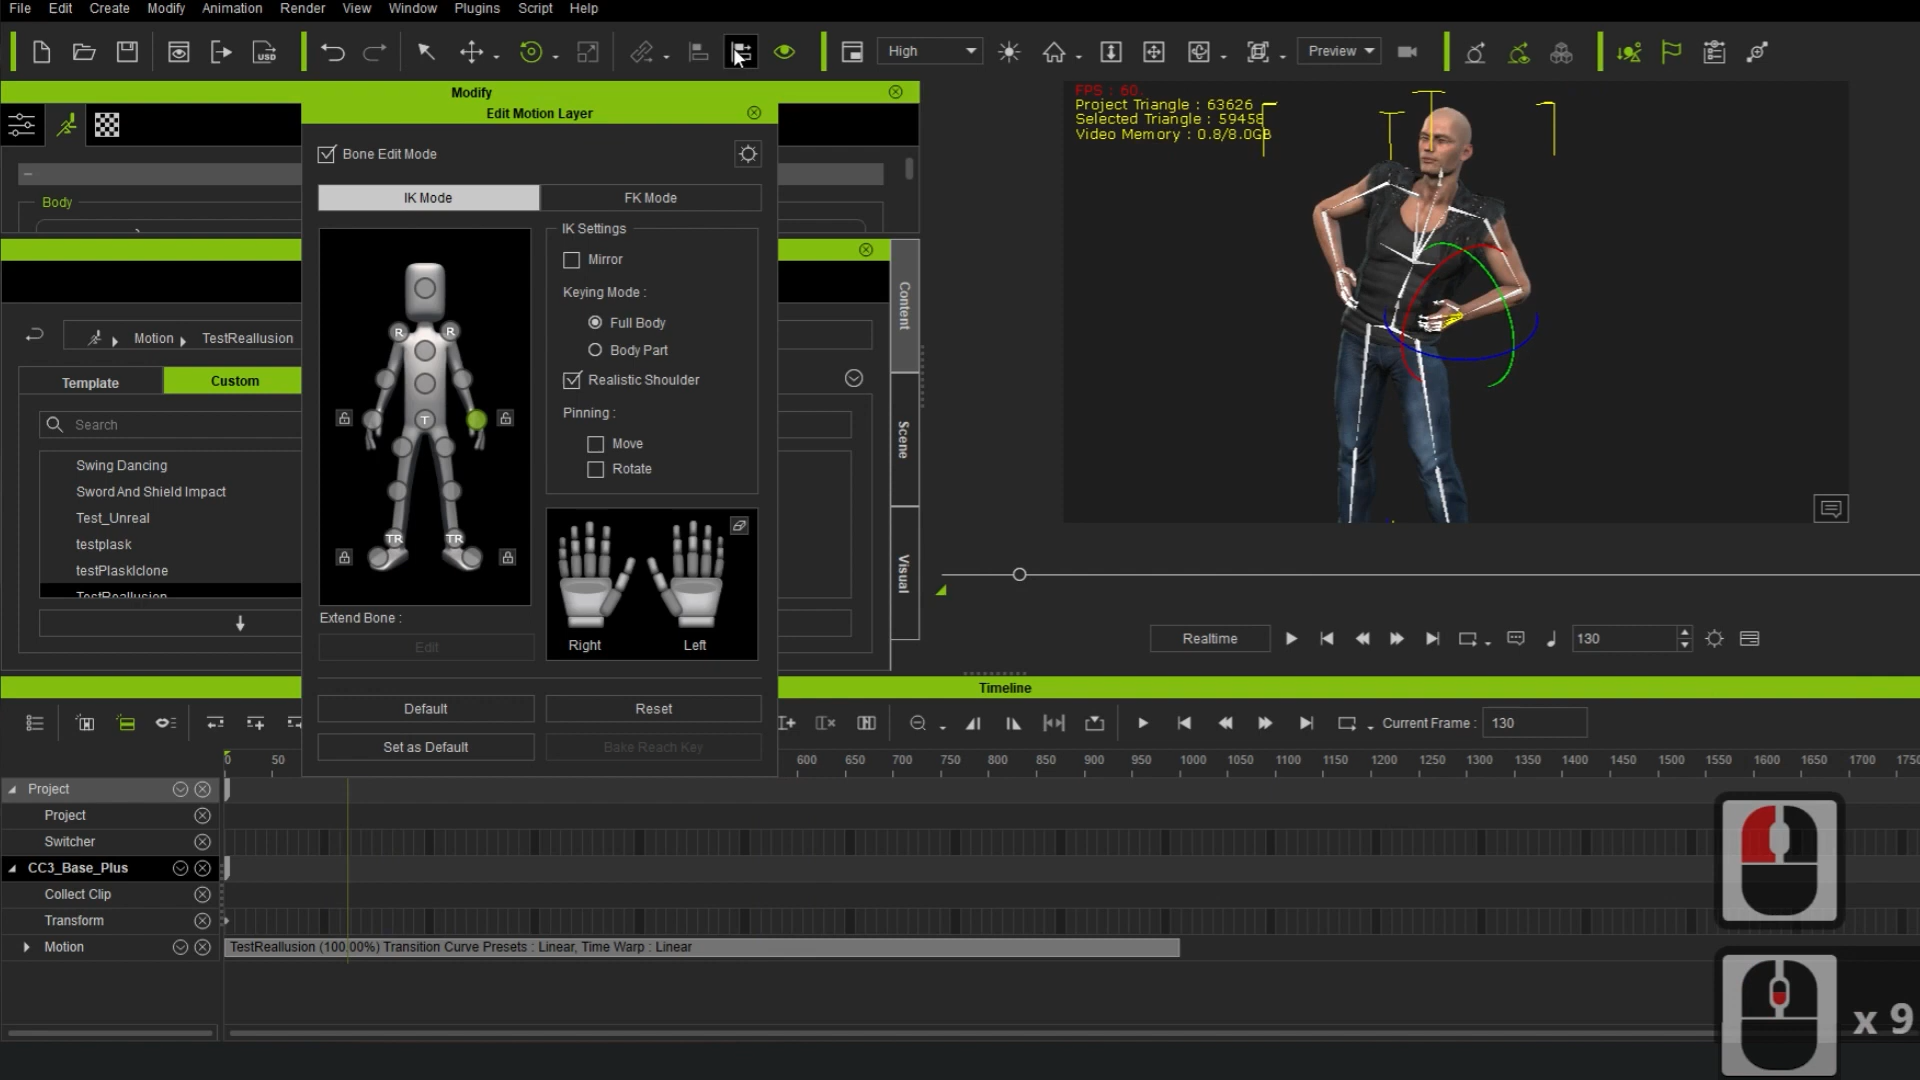 File Edit Create Modify Animation Render View Window Plugins Script Help
USD High Preview
Modify
Edit Motion Layer
Bone Edit Mode
IK Mode FK Mode
Body
IK Settings
Mirror
Keying Mode :
Full Body
Body Part
Realistic Shoulder
Pinning :
Move
Rotate
R R
T
TR TR
Right Left
Extend Bone :
Edit
Default Reset
Set as Default Bake Reach Key
Motion TestReallusion
Template Custom
Search
Swing Dancing
Sword And Shield Impact
Test_Unreal
testplask
testPlaskIclone
TestReallusion
Content
Scene
Visual
FPS : 60
Project Triangle : 63626
Selected Triangle : 59458
Video Memory : 0.8/8.0GB
Realtime 130
Timeline
Current Frame : 130
0 50 600 650 700 750 800 850 900 950 1000 1050 1100 1150 1200 1250 1300 1350 1400 1450 1500 1550 1600 1650 1700 1750
Project
Project
Switcher
CC3_Base_Plus
Collect Clip
Transform
Motion TestReallusion (100.00%) Transition Curve Presets : Linear, Time Warp : Linear
x 9